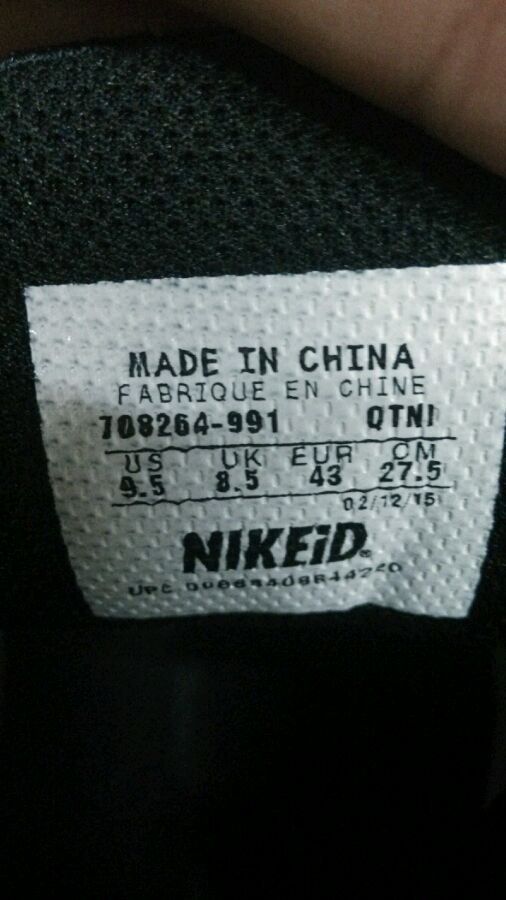 MADE IN CHINA
FABRIQUE EN CHINE
708264-991 QTNI
US UK EUR CM
9.5 8.5 43 27.5
02/12/15
NIKEiD®
UPC